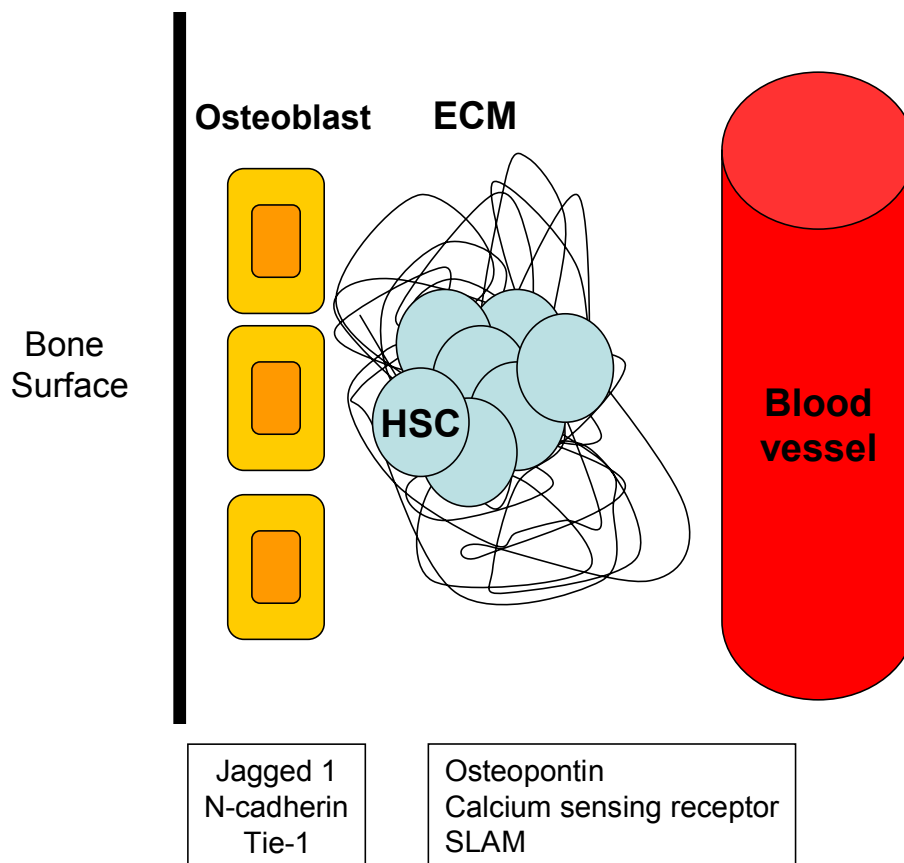 Osteoblast
ECM
Bone
Surface
HSC
Blood
vessel
Jagged 1
N-cadherin
Tie-1
Osteopontin
Calcium sensing receptor
SLAM